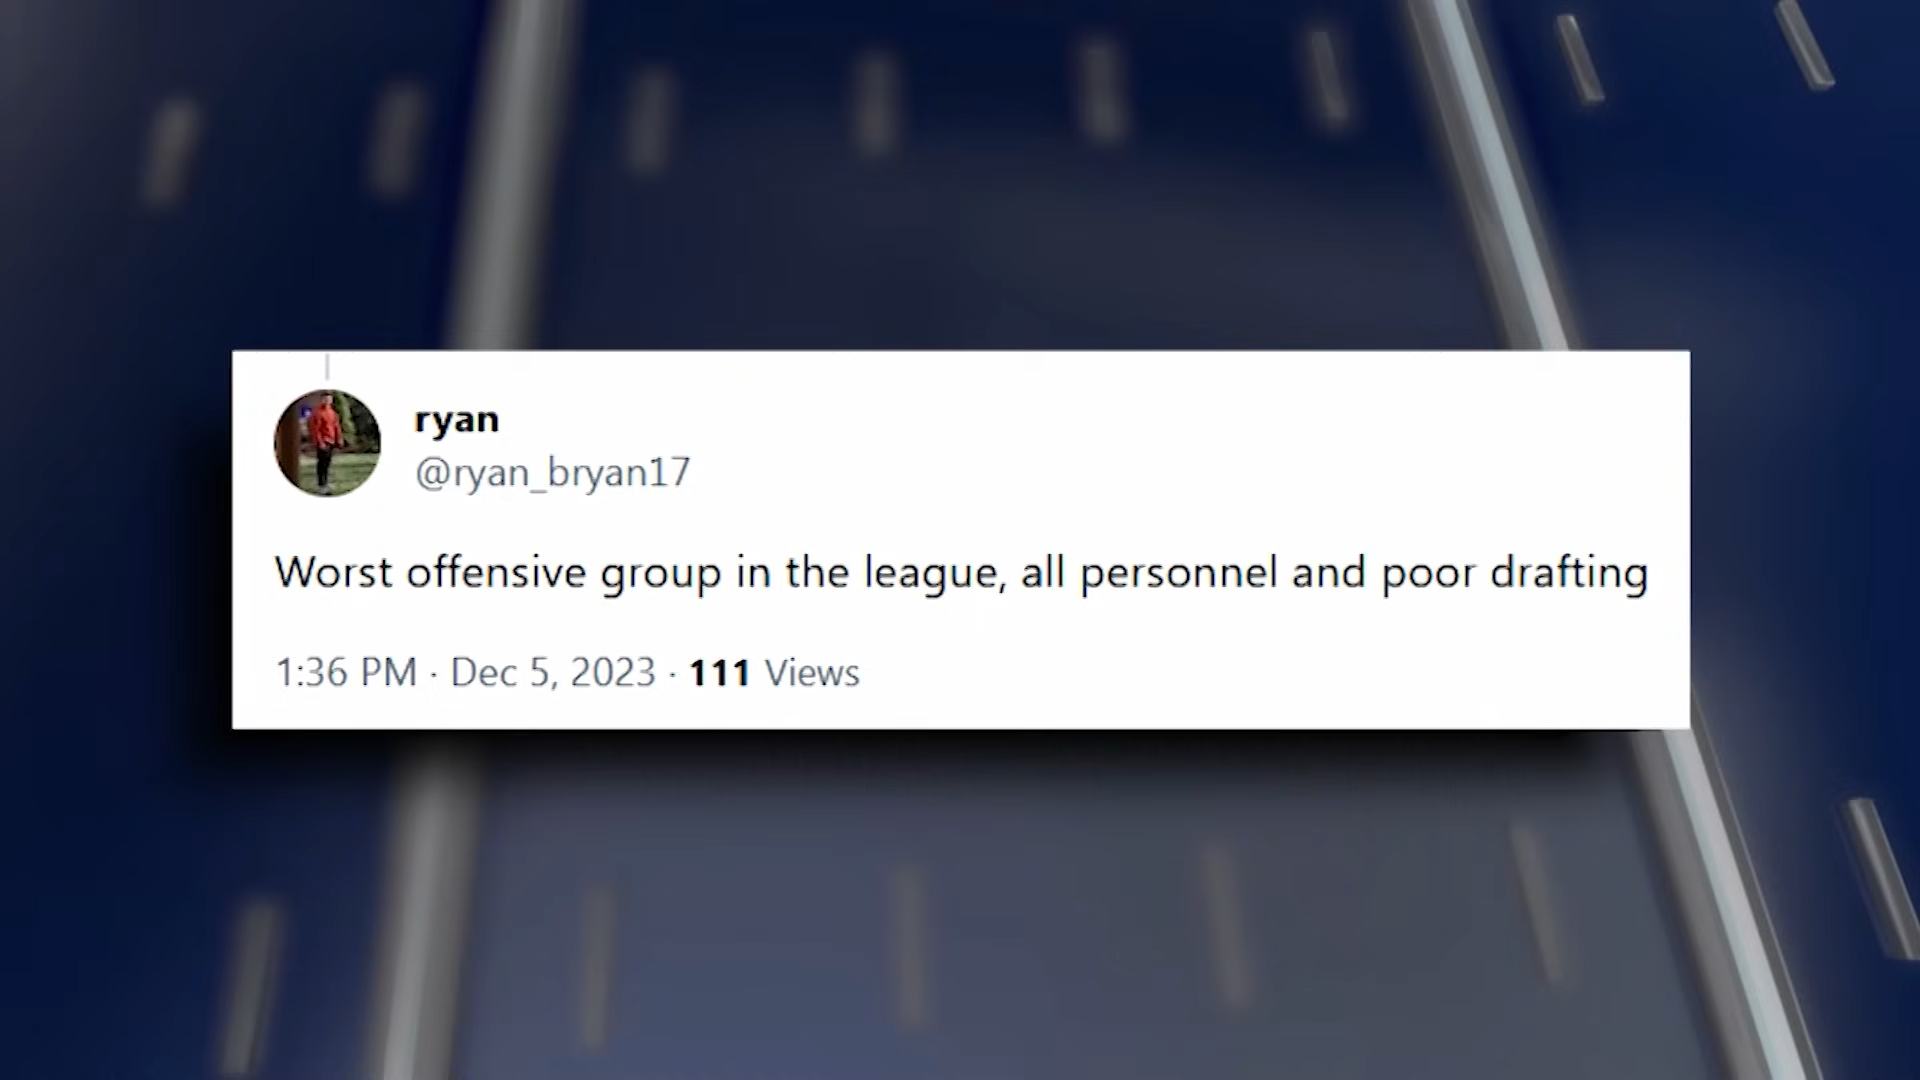 ryan
@ryan_bryan17
Worst offensive group in the league, all personnel and poor drafting
1:36 PM · Dec 5, 2023 · 111 Views